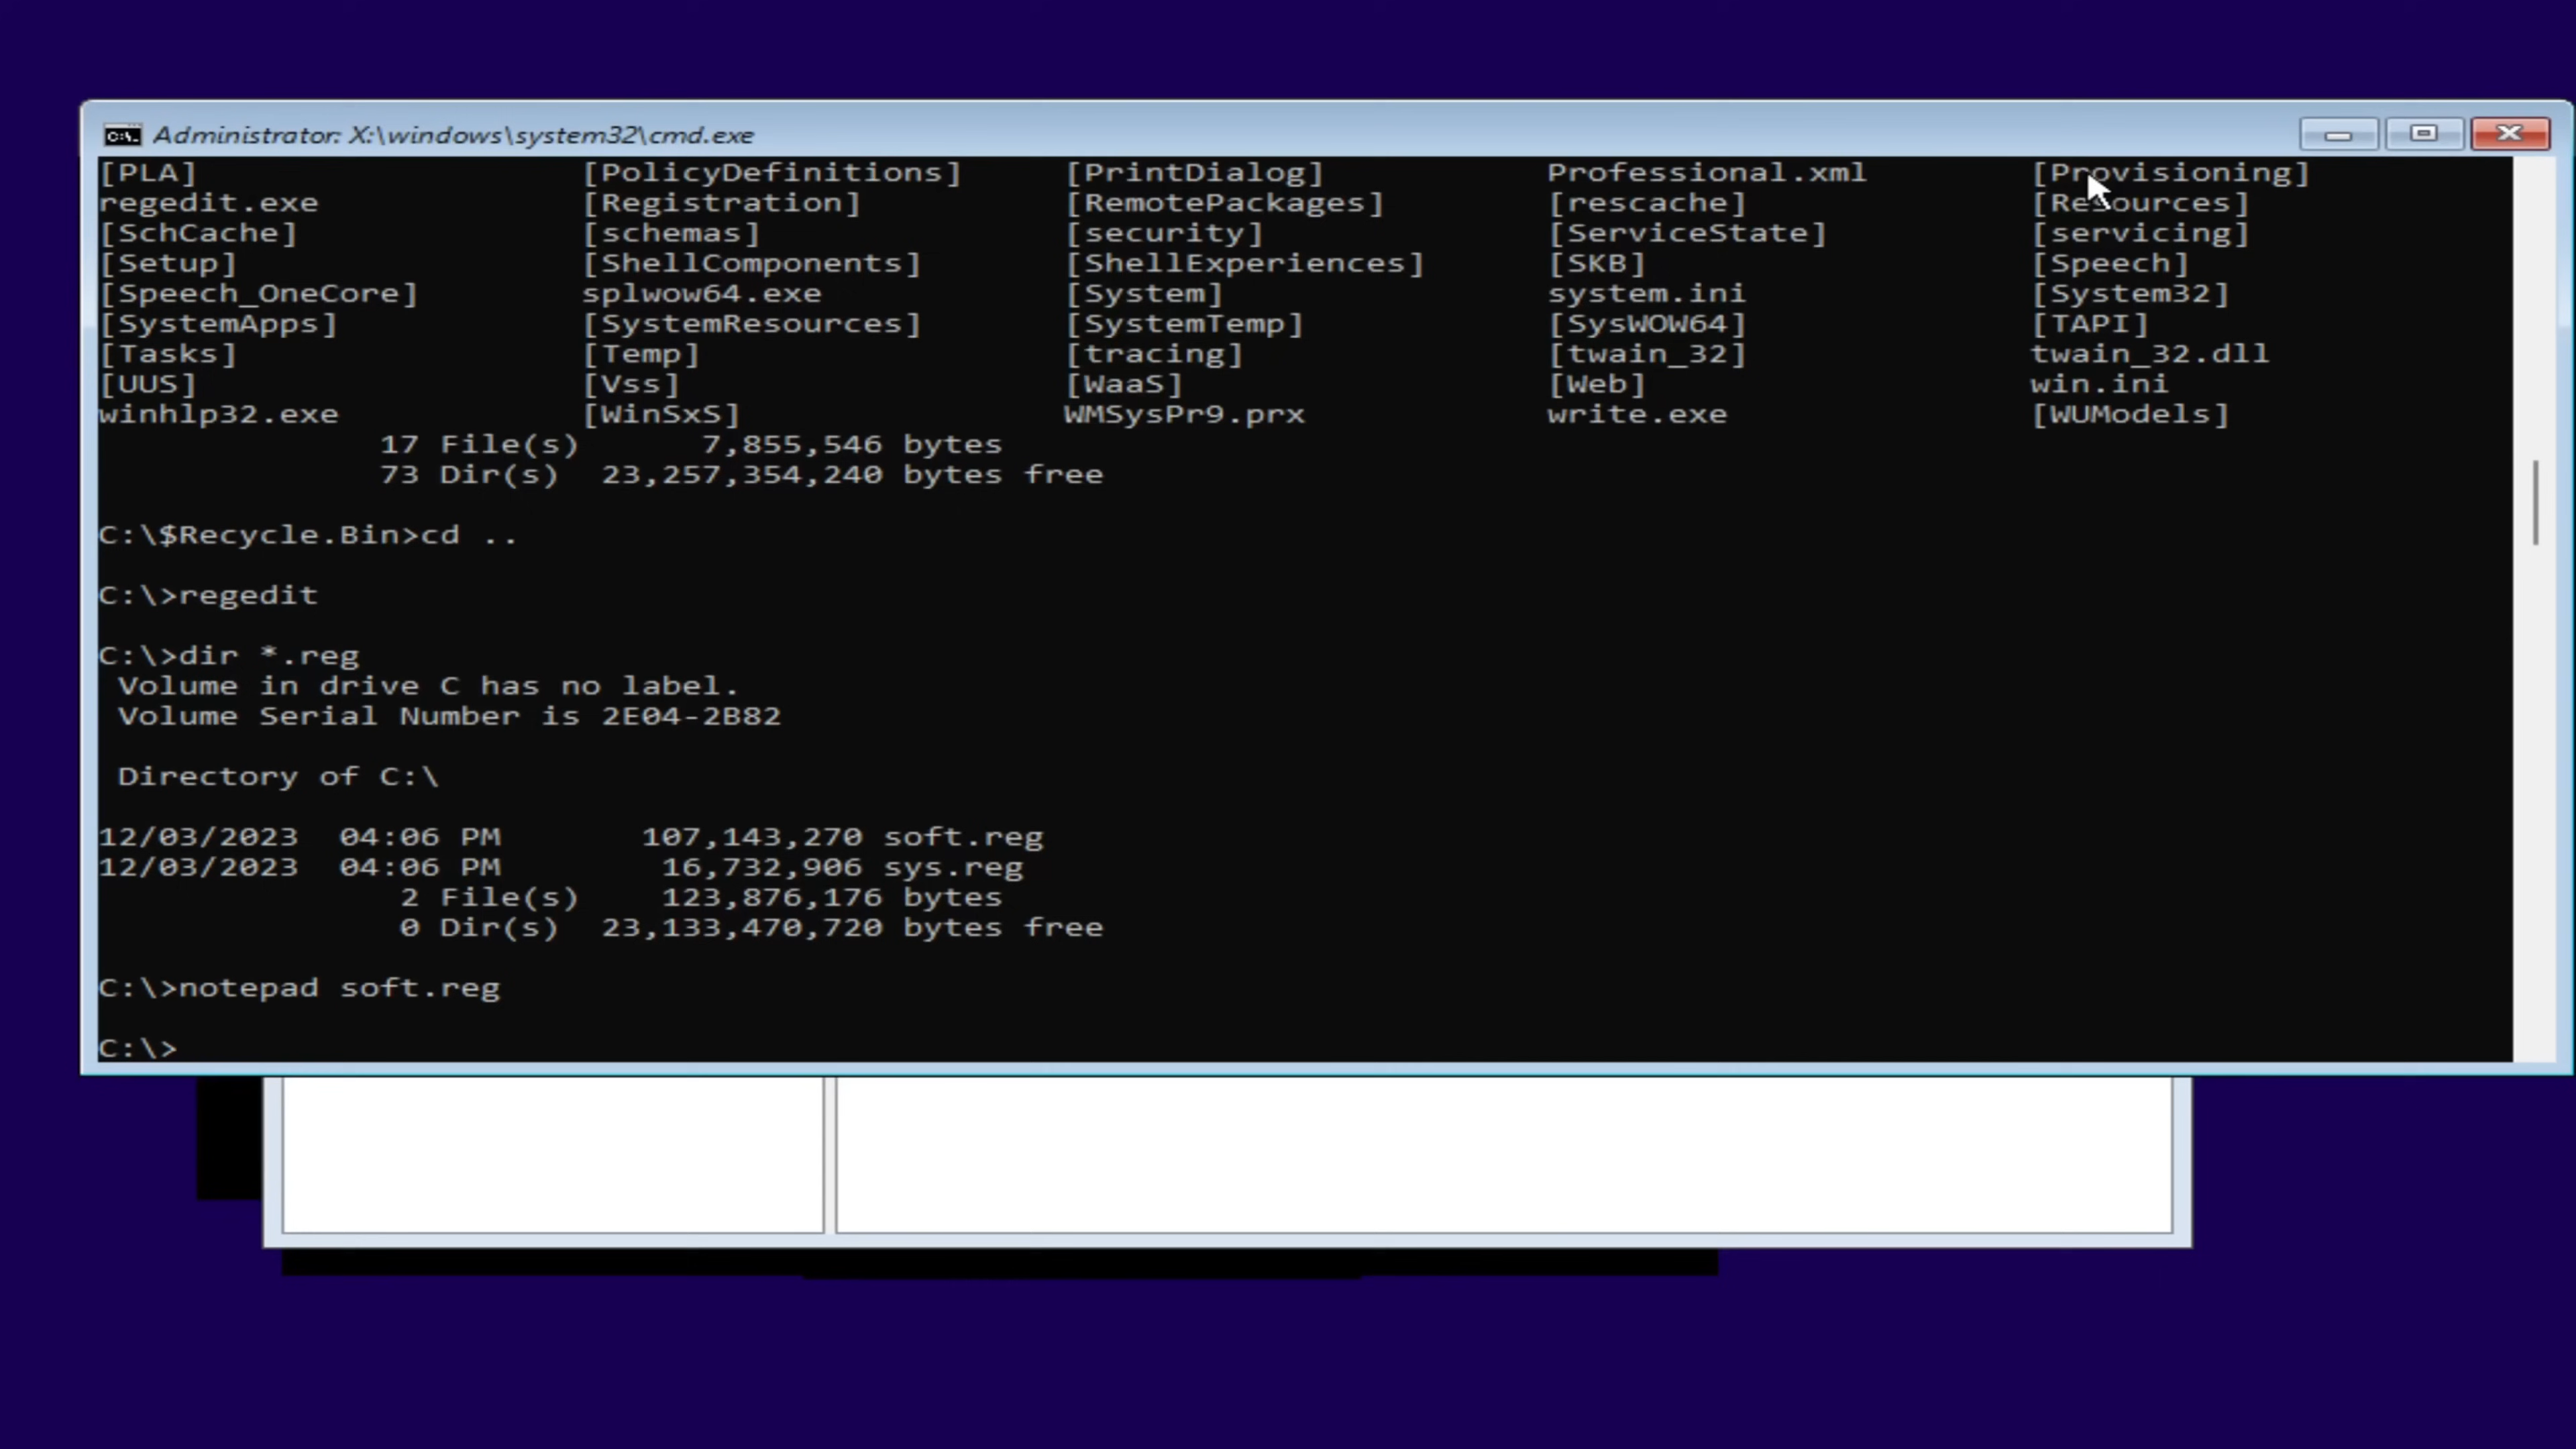 Administrator: X:\windows\system32\cmd.exe
[PLA] [PolicyDefinitions] [PrintDialog] Professional.xml [Provisioning]
regedit.exe [Registration] [RemotePackages] [rescache] [Resources]
[SchCache] [schemas] [security] [ServiceState] [servicing]
[Setup] [ShellComponents] [ShellExperiences] [SKB] [Speech]
[Speech_OneCore] splwow64.exe [System] system.ini [System32]
[SystemApps] [SystemResources] [SystemTemp] [SysWOW64] [TAPI]
[Tasks] [Temp] [tracing] [twain_32] twain_32.dll
[UUS] [Vss] [WaaS] [Web] win.ini
winhlp32.exe [WinSxS] WMSysPr9.prx write.exe [WUModels]
17 File(s) 7,855,546 bytes
73 Dir(s) 23,257,354,240 bytes free
C:\$Recycle.Bin>cd ..
C:\>regedit
C:\>dir *.reg
Volume in drive C has no label.
Volume Serial Number is 2E04-2B82
Directory of C:\
12/03/2023 04:06 PM 107,143,270 soft.reg
12/03/2023 04:06 PM 16,732,906 sys.reg
2 File(s) 123,876,176 bytes
0 Dir(s) 23,133,470,720 bytes free
C:\>notepad soft.reg
C:\>